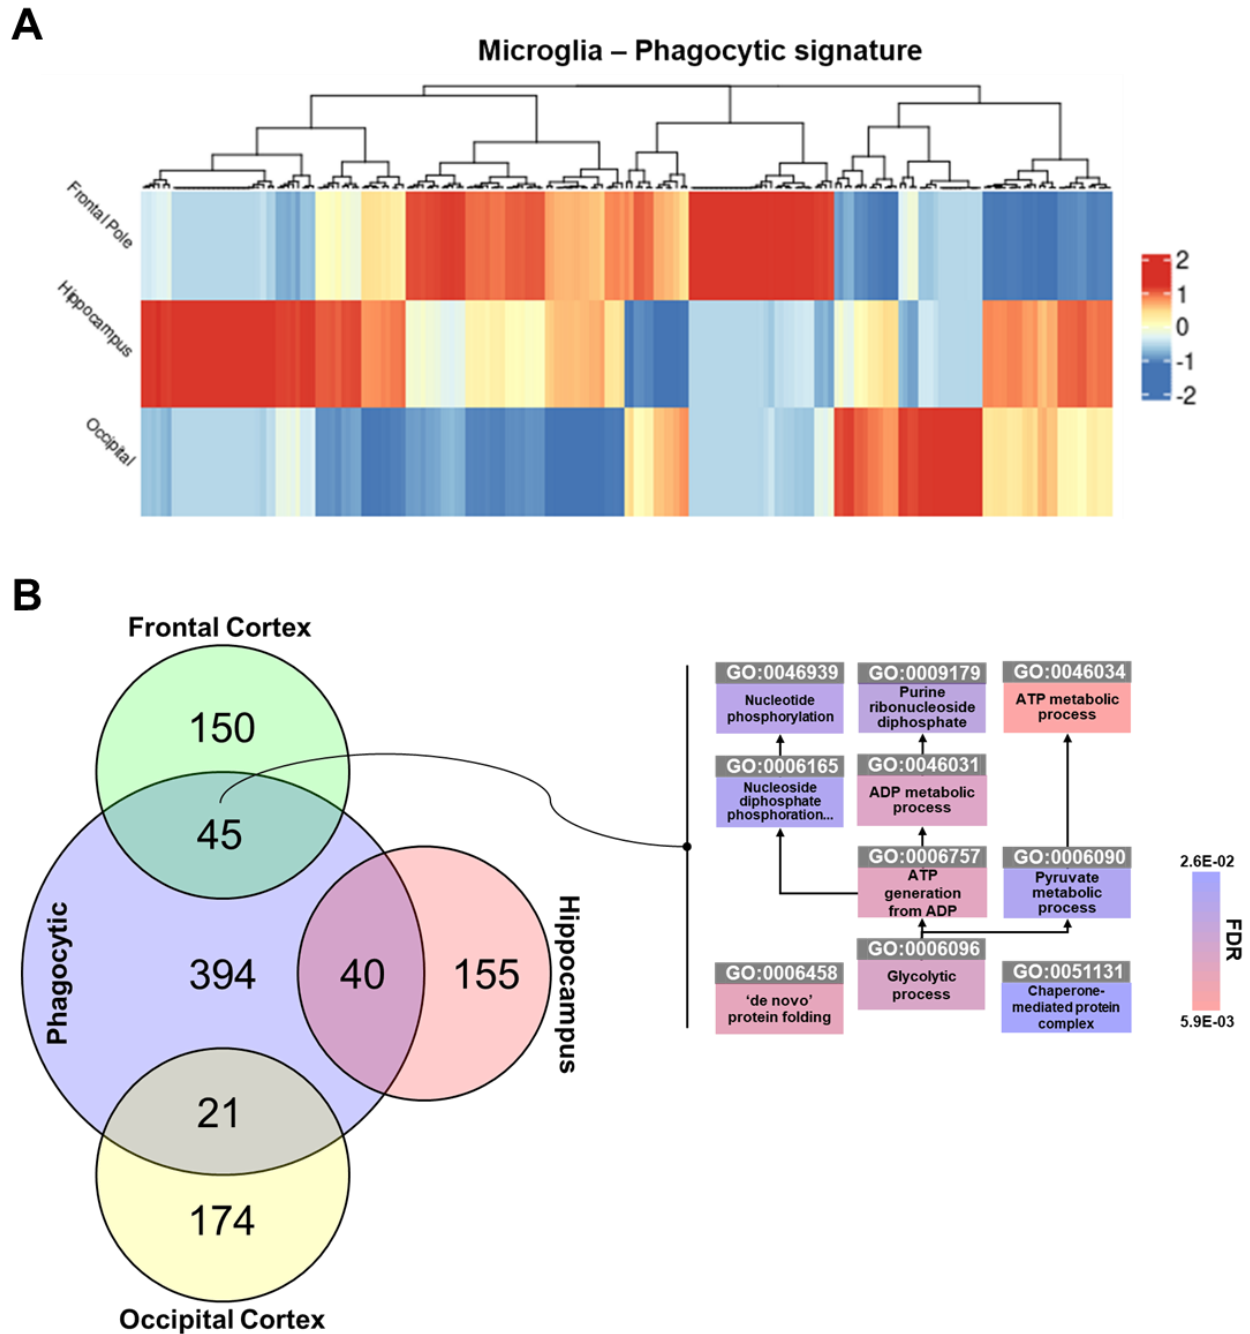 A
Microglia – Phagocytic signature
Frontal Pole
Hippocampus
Occipital
2
1
0
-1
-2
B
Frontal Cortex
150
45
Phagocytic
394
40
155
Hippocampus
21
174
Occipital Cortex
GO:0046939
Nucleotide
phosphorylation
GO:0009179
Purine
ribonucleoside
diphosphate
GO:0046034
ATP metabolic
process
GO:0006165
Nucleoside
diphosphate
phosphoration...
GO:0046031
ADP metabolic
process
GO:0006757
ATP
generation
from ADP
GO:0006090
Pyruvate
metabolic
process
GO:0006458
‘de novo’
protein folding
GO:0006096
Glycolytic
process
GO:0051131
Chaperone-
mediated protein
complex
2.6E-02
FDR
5.9E-03